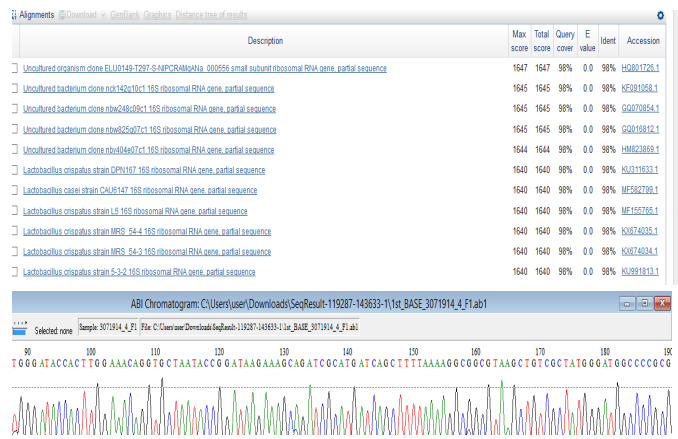 Alignments Download GenBank Graphics Distance tree of results
Description Max score Total score Query cover E value Ident Accession
Uncultured organism clone ELU0149-T297-S-NIPCRAMgANa_000556 small subunit ribosomal RNA gene, partial sequence 1647 1647 98% 0.0 98% HQ801726.1
Uncultured bacterium clone nck142g10c1 16S ribosomal RNA gene, partial sequence 1645 1645 98% 0.0 98% KF091058.1
Uncultured bacterium clone nbw248c09c1 16S ribosomal RNA gene, partial sequence 1645 1645 98% 0.0 98% GQ070854.1
Uncultured bacterium clone nbw825g07c1 16S ribosomal RNA gene, partial sequence 1645 1645 98% 0.0 98% GQ016812.1
Uncultured bacterium clone nbv404e07c1 16S ribosomal RNA gene, partial sequence 1644 1644 98% 0.0 98% HM823869.1
Lactobacillus crispatus strain DPN167 16S ribosomal RNA gene, partial sequence 1640 1640 98% 0.0 98% KU311633.1
Lactobacillus casei strain CAU6147 16S ribosomal RNA gene, partial sequence 1640 1640 98% 0.0 98% MF582799.1
Lactobacillus crispatus strain L5 16S ribosomal RNA gene, partial sequence 1640 1640 98% 0.0 98% MF155765.1
Lactobacillus crispatus strain MRS_54-4 16S ribosomal RNA gene, partial sequence 1640 1640 98% 0.0 98% KX674035.1
Lactobacillus crispatus strain MRS_54-3 16S ribosomal RNA gene, partial sequence 1640 1640 98% 0.0 98% KX674034.1
Lactobacillus crispatus strain 5-3-2 16S ribosomal RNA gene, partial sequence 1640 1640 98% 0.0 98% KU991813.1
ABI Chromatogram: C:\Users\user\Downloads\SeqResult-119287-143633-1\1st_BASE_3071914_4_F1.ab1
Selected: none Sample: 3071914_4_F1 File: C:\Users\user\Downloads\SeqResult-119287-143633-1\1st_BASE_3071914_4_F1.ab1
90 100 110 120 130 140 150 160 170 180 190
TGGGATACCACTTGGAAACAGGTGCTAATACCGGATAAGAAAGCAGATCGCATGATCAGCTTTTAAAAGGCGGCGTAAGCTGTCGCTATGGGATGGCCCCGCG